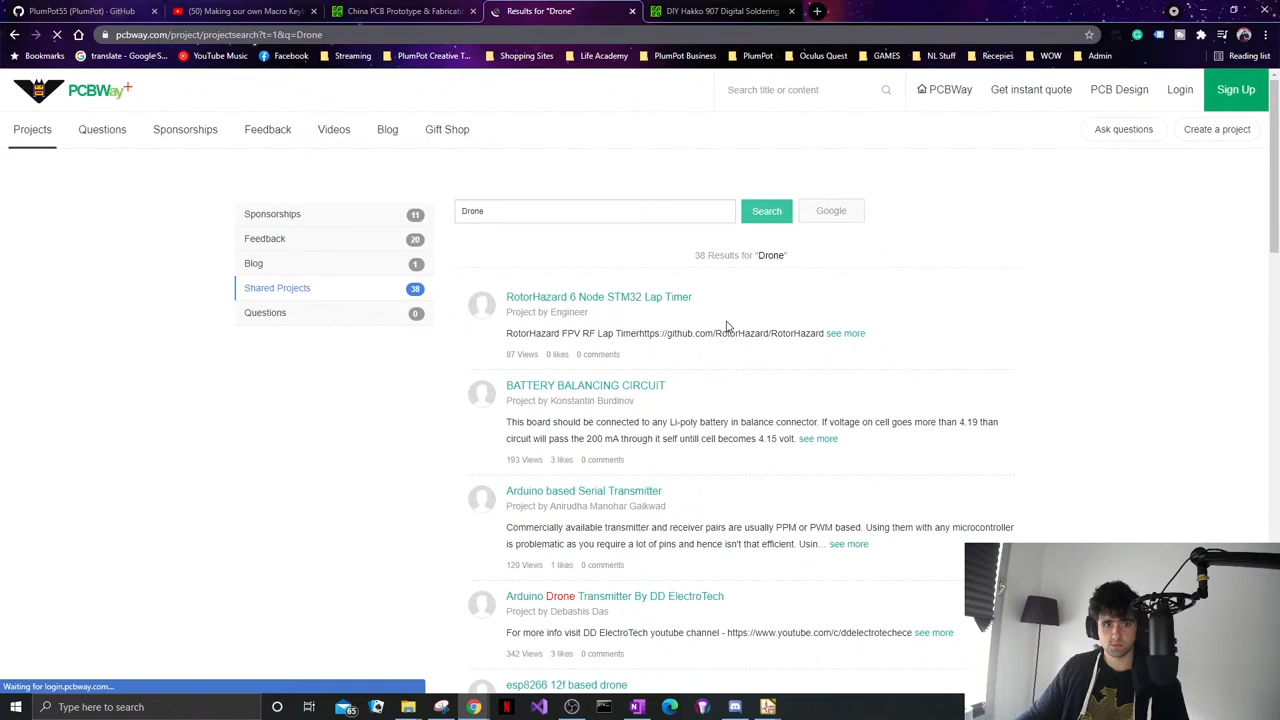 PlumPot55 (PlumPot) · GitHub
(50) Making our own Macro Key
China PCB Prototype & Fabricati
Results for "Drone"
DIY Hakko 907 Digital Soldering
pcbway.com/project/projectsearch?t=1&q=Drone
Bookmarks
translate - GoogleS...
YouTube Music
Facebook
Streaming
PlumPot Creative T...
Shopping Sites
Life Academy
PlumPot Business
Oculus Quest
GAMES
NL Stuff
Recepies
WOW
Admin
Reading list
PCBWay+
Search title or content
PCBWay
Get instant quote
PCB Design
Login
Sign Up
Projects
Questions
Sponsorships
Feedback
Videos
Blog
Gift Shop
Ask questions
Create a project
Sponsorships 11
Feedback 20
Blog 1
Shared Projects 38
Questions 0
Drone
Search
Google
38 Results for "Drone"
RotorHazard 6 Node STM32 Lap Timer
Project by Engineer
RotorHazard FPV RF Lap Timerhttps://github.com/RotorHazard/RotorHazard see more
87 Views 0 likes 0 comments
BATTERY BALANCING CIRCUIT
Project by Konstantin Burdinov
This board should be connected to any Li-poly battery in balance connector. If voltage on cell goes more than 4.19 than
circuit will pass the 200 mA through it self untill cell becomes 4.15 volt. see more
193 Views 3 likes 0 comments
Arduino based Serial Transmitter
Project by Anirudha Manohar Gaikwad
Commercially available transmitter and receiver pairs are usually PPM or PWM based. Using them with any microcontroller
is problematic as you require a lot of pins and hence isn't that efficient. Usin... see more
120 Views 1 likes 0 comments
Arduino Drone Transmitter By DD ElectroTech
Project by Debashis Das
For more info visit DD ElectroTech youtube channel - https://www.youtube.com/c/ddelectrotechece see more
342 Views 3 likes 0 comments
esp8266 12f based drone
Waiting for login.pcbway.com...
Type here to search
65